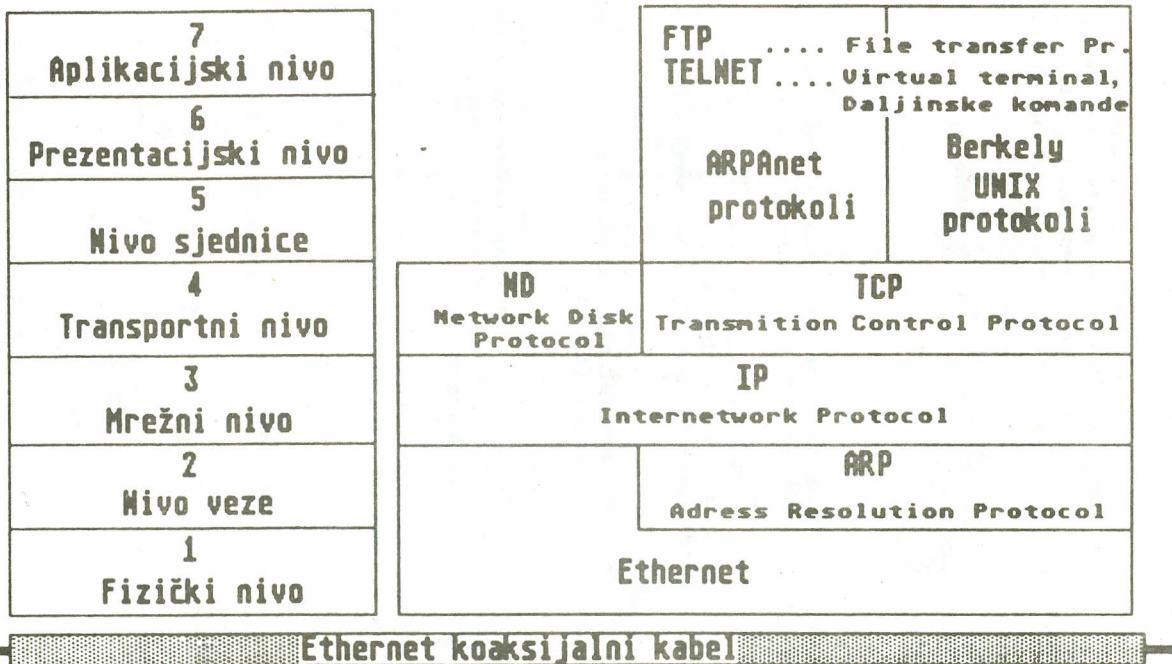 7
Aplikacijski nivo
6
Prezentacijski nivo
5
Nivo sjednice
4
Transportni nivo
3
Mrežni nivo
2
Nivo veze
1
Fizički nivo
FTP .... File transfer Pr.
TELNET .... Virtual terminal,
Daljinske komande
ARPAnet
protokoli
Berkely
UNIX
protokoli
ND
Network Disk
Protocol
TCP
Transmition Control Protocol
IP
Internetwork Protocol
ARP
Adress Resolution Protocol
Ethernet
Ethernet koaksijalni kabel